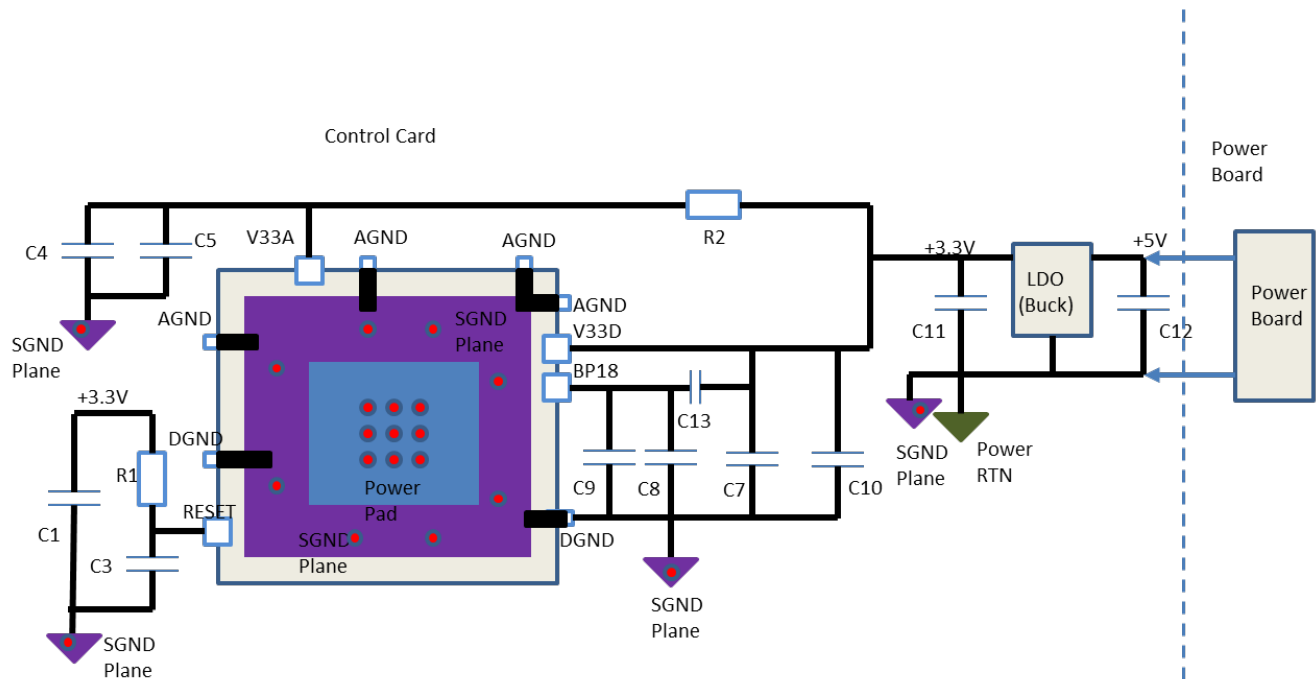 Control Card
Power
Board
R2
V33A
AGND
AGND
C4
C5
+3.3V
+5V
LDO
(Buck)
Power
Board
AGND
AGND
SGND
Plane
V33D
C11
C12
SGND
Plane
BP18
C13
+3.3V
DGND
R1
SGND
Plane
Power
RTN
C9
C8
C7
C10
Power
Pad
RESET
C1
C3
SGND
Plane
DGND
SGND
Plane
SGND
Plane